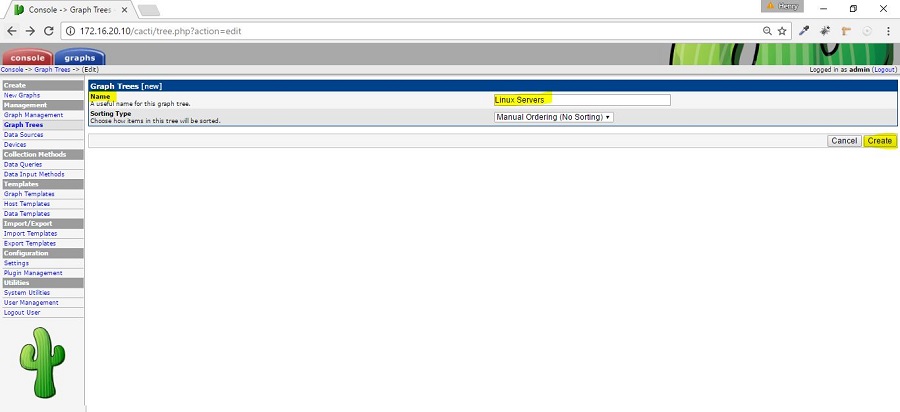 Console -> Graph Trees -
Henry
172.16.20.10/cacti/tree.php?action=edit
console
graphs
Console -> Graph Trees -> (Edit)
Logged in as admin (Logout)
Create
New Graphs
Management
Graph Management
Graph Trees
Data Sources
Devices
Collection Methods
Data Queries
Data Input Methods
Templates
Graph Templates
Host Templates
Data Templates
Import/Export
Import Templates
Export Templates
Configuration
Settings
Plugin Management
Utilities
System Utilities
User Management
Logout User
Graph Trees [new]
Name
A useful name for this graph tree.
Linux Servers
Sorting Type
Choose how items in this tree will be sorted.
Manual Ordering (No Sorting)
Cancel
Create